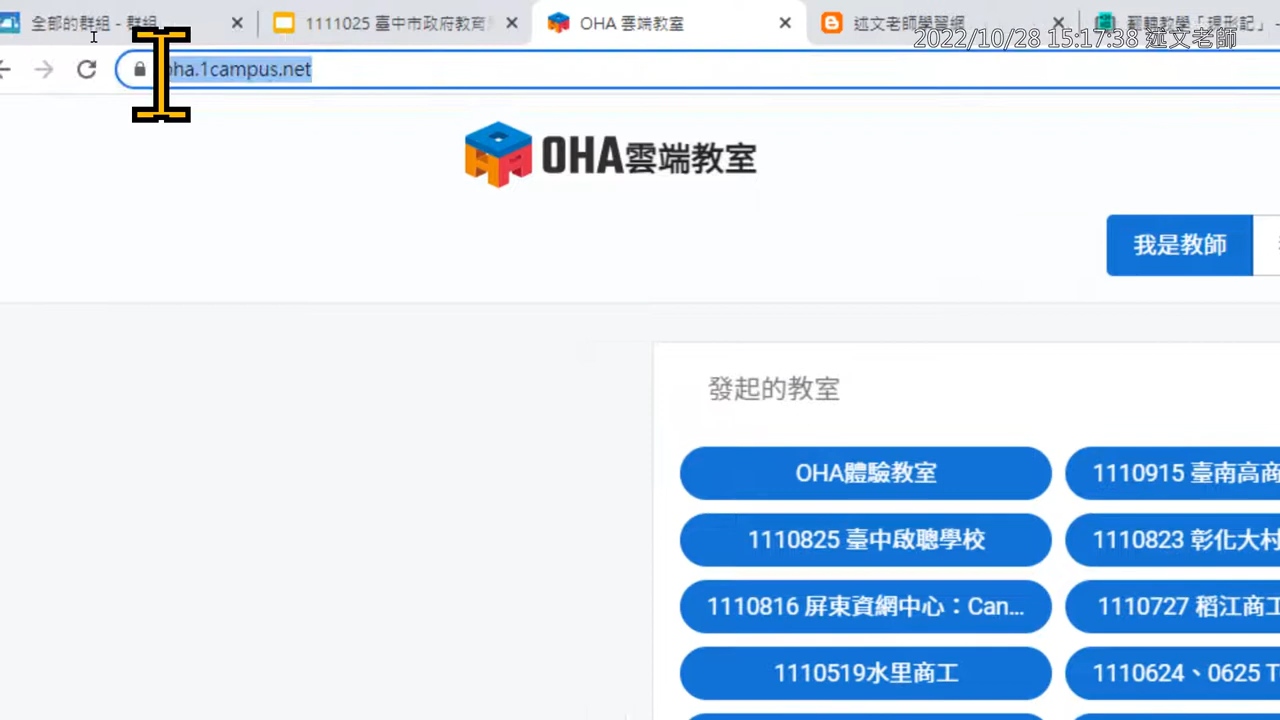 全部的群組 - 群組
1111025 臺中市政府教育
OHA 雲端教室
述文老師學習網
翻轉教學「現形記」
2022/10/28 15:17:38 述文老師
oha.1campus.net
OHA雲端教室
我是教師
發起的教室
OHA體驗教室
1110915 臺南高商
1110825 臺中啟聰學校
1110823 彰化大村
1110816 屏東資網中心：Can...
1110727 稻江商工
1110519水里商工
1110624、0625 T